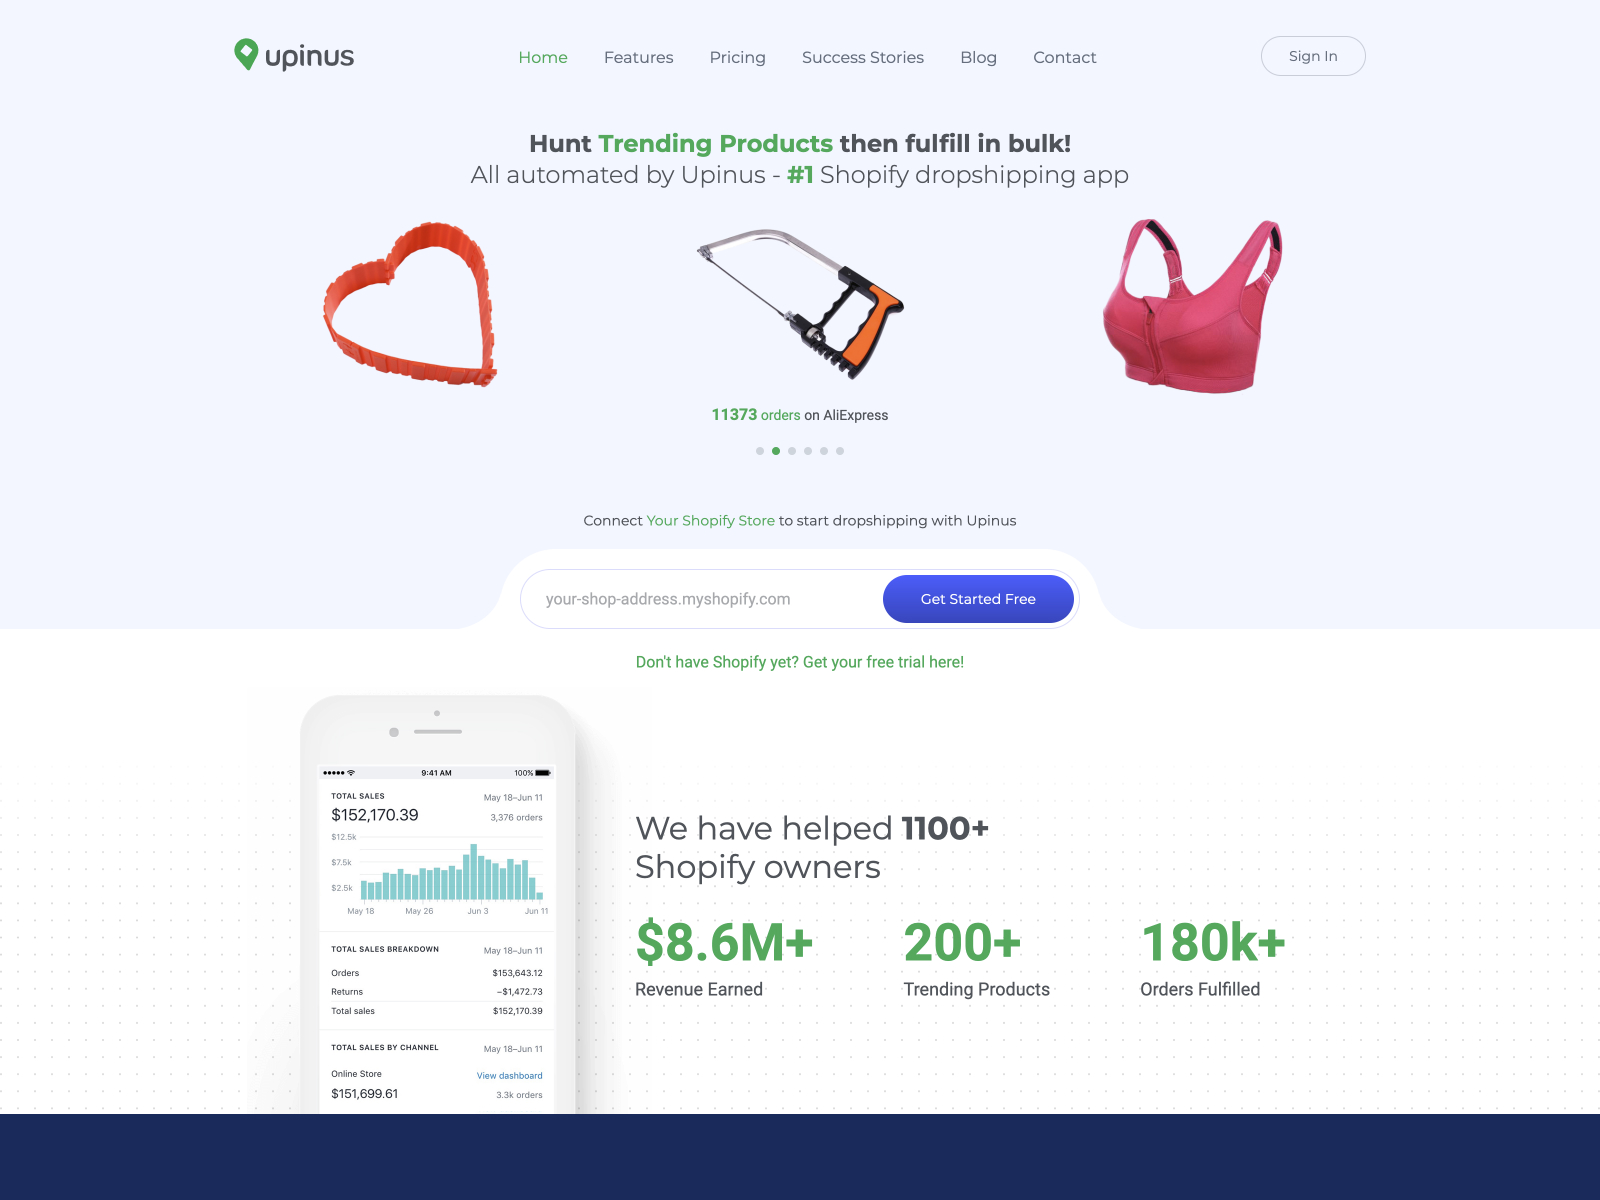 upinus
Home Features Pricing Success Stories Blog Contact Sign In
Hunt Trending Products then fulfill in bulk!
All automated by Upinus - #1 Shopify dropshipping app
11373 orders on AliExpress
Connect Your Shopify Store to start dropshipping with Upinus
your-shop-address.myshopify.com Get Started Free
Don't have Shopify yet? Get your free trial here!
9:41 AM 100%
TOTAL SALES May 18–Jun 11
$152,170.39 3,376 orders
$12.5k
$7.5k
$2.5k
May 18 May 26 Jun 3 Jun 11
TOTAL SALES BREAKDOWN May 18–Jun 11
Orders $153,643.12
Returns –$1,472.73
Total sales $152,170.39
TOTAL SALES BY CHANNEL May 18–Jun 11
Online Store View dashboard
$151,699.61 3.3k orders
We have helped 1100+
Shopify owners
$8.6M+ 200+ 180k+
Revenue Earned Trending Products Orders Fulfilled